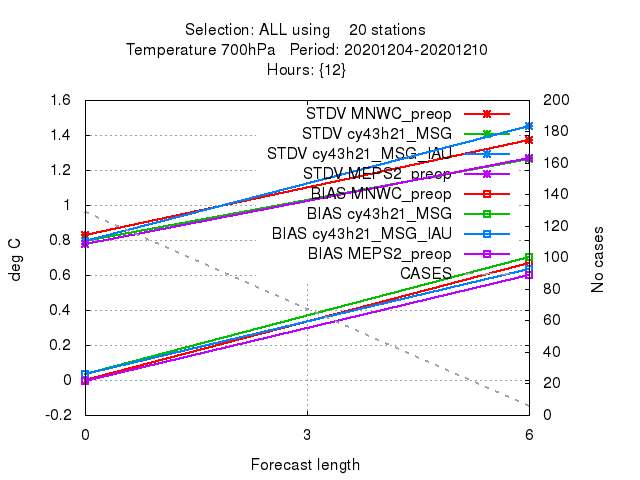 Selection: ALL using 20 stations
Temperature 700hPa Period: 20201204-20201210
Hours: {12}
1.6
1.4
1.2
1
0.8
0.6
0.4
0.2
0
-0.2
deg C
STDV MNWC_preop
STDV cy43h21_MSG
STDV cy43h21_MSG_IAU
STDV MEPS2_preop
BIAS MNWC_preop
BIAS cy43h21_MSG
BIAS cy43h21_MSG_IAU
BIAS MEPS2_preop
CASES
200
180
160
140
120
100
80
60
40
20
0
No cases
0 3 6
Forecast length